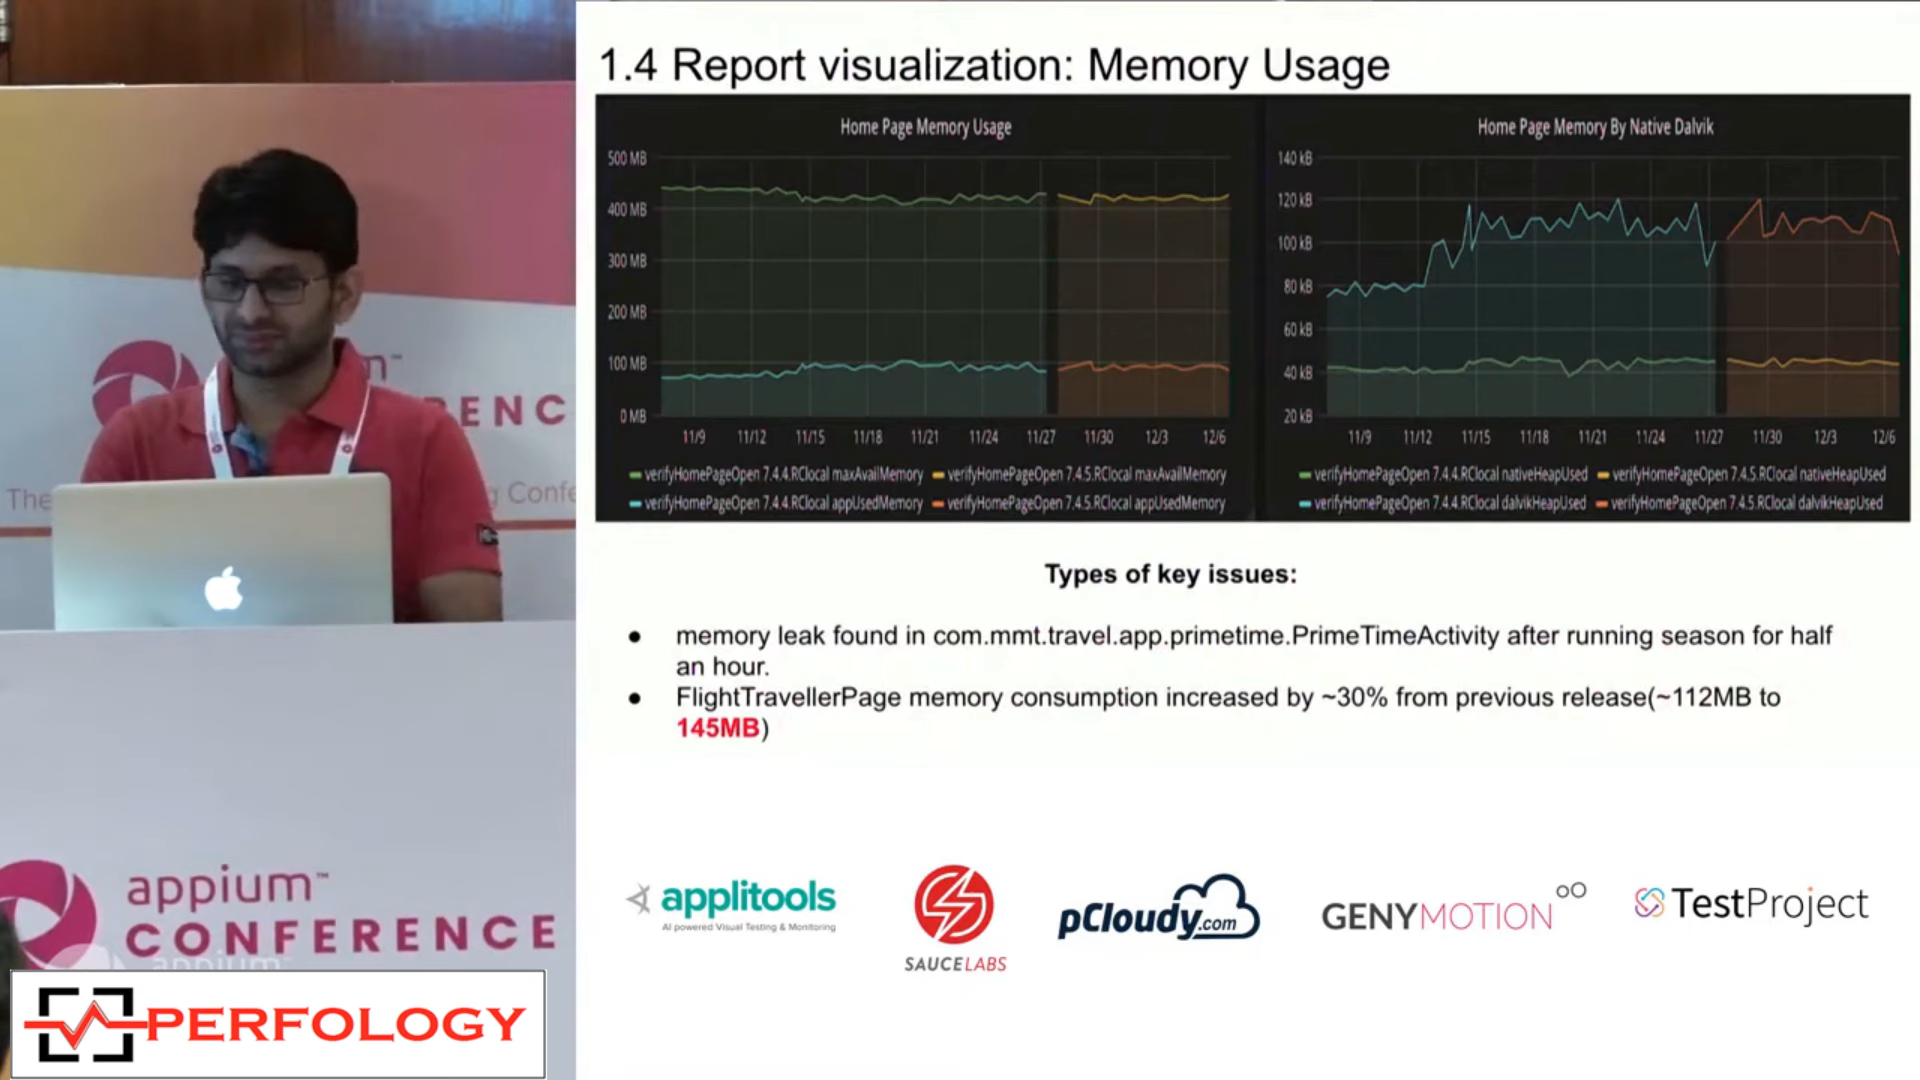 1.4 Report visualization: Memory Usage
Home Page Memory Usage
500 MB
400 MB
300 MB
200 MB
100 MB
0 MB
11/9 11/12 11/15 11/18 11/21 11/24 11/27 11/30 12/3 12/6
verifyHomePageOpen 7.4.4.RClocal maxAvailMemory verifyHomePageOpen 7.4.5.RClocal maxAvailMemory
verifyHomePageOpen 7.4.4.RClocal appUsedMemory verifyHomePageOpen 7.4.5.RClocal appUsedMemory
Home Page Memory By Native Dalvik
140 kB
120 kB
100 kB
80 kB
60 kB
40 kB
20 kB
11/9 11/12 11/15 11/18 11/21 11/24 11/27 11/30 12/3 12/6
verifyHomePageOpen 7.4.4.RClocal nativeHeapUsed verifyHomePageOpen 7.4.5.RClocal nativeHeapUsed
verifyHomePageOpen 7.4.4.RClocal dalvikHeapUsed verifyHomePageOpen 7.4.5.RClocal dalvikHeapUsed
Types of key issues:
● memory leak found in com.mmt.travel.app.primetime.PrimeTimeActivity after running season for half
an hour.
● FlightTravellerPage memory consumption increased by ~30% from previous release(~112MB to
145MB)
applitools
AI powered Visual Testing & Monitoring
SAUCELABS
pCloudy.com
GENYMOTION
TestProject
m™
ENC
The
g Confe
appium™
CONFERENCE
appium
PERFOLOGY